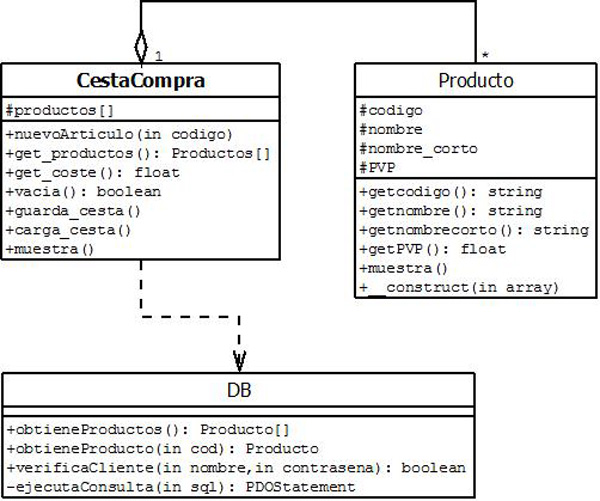 1
*
CestaCompra
#productos[]
+nuevoArticulo(in codigo)
+get_productos(): Productos[]
+get_coste(): float
+vacia(): boolean
+guarda_cesta()
+carga_cesta()
+muestra()
Producto
#codigo
#nombre
#nombre_corto
#PVP
+getcodigo(): string
+getnombre(): string
+getnombrecorto(): string
+getPVP(): float
+muestra()
+__construct(in array)
DB
+obtieneProductos(): Producto[]
+obtieneProducto(in cod): Producto
+verificaCliente(in nombre,in contrasena): boolean
-ejecutaConsulta(in sql): PDOStatement